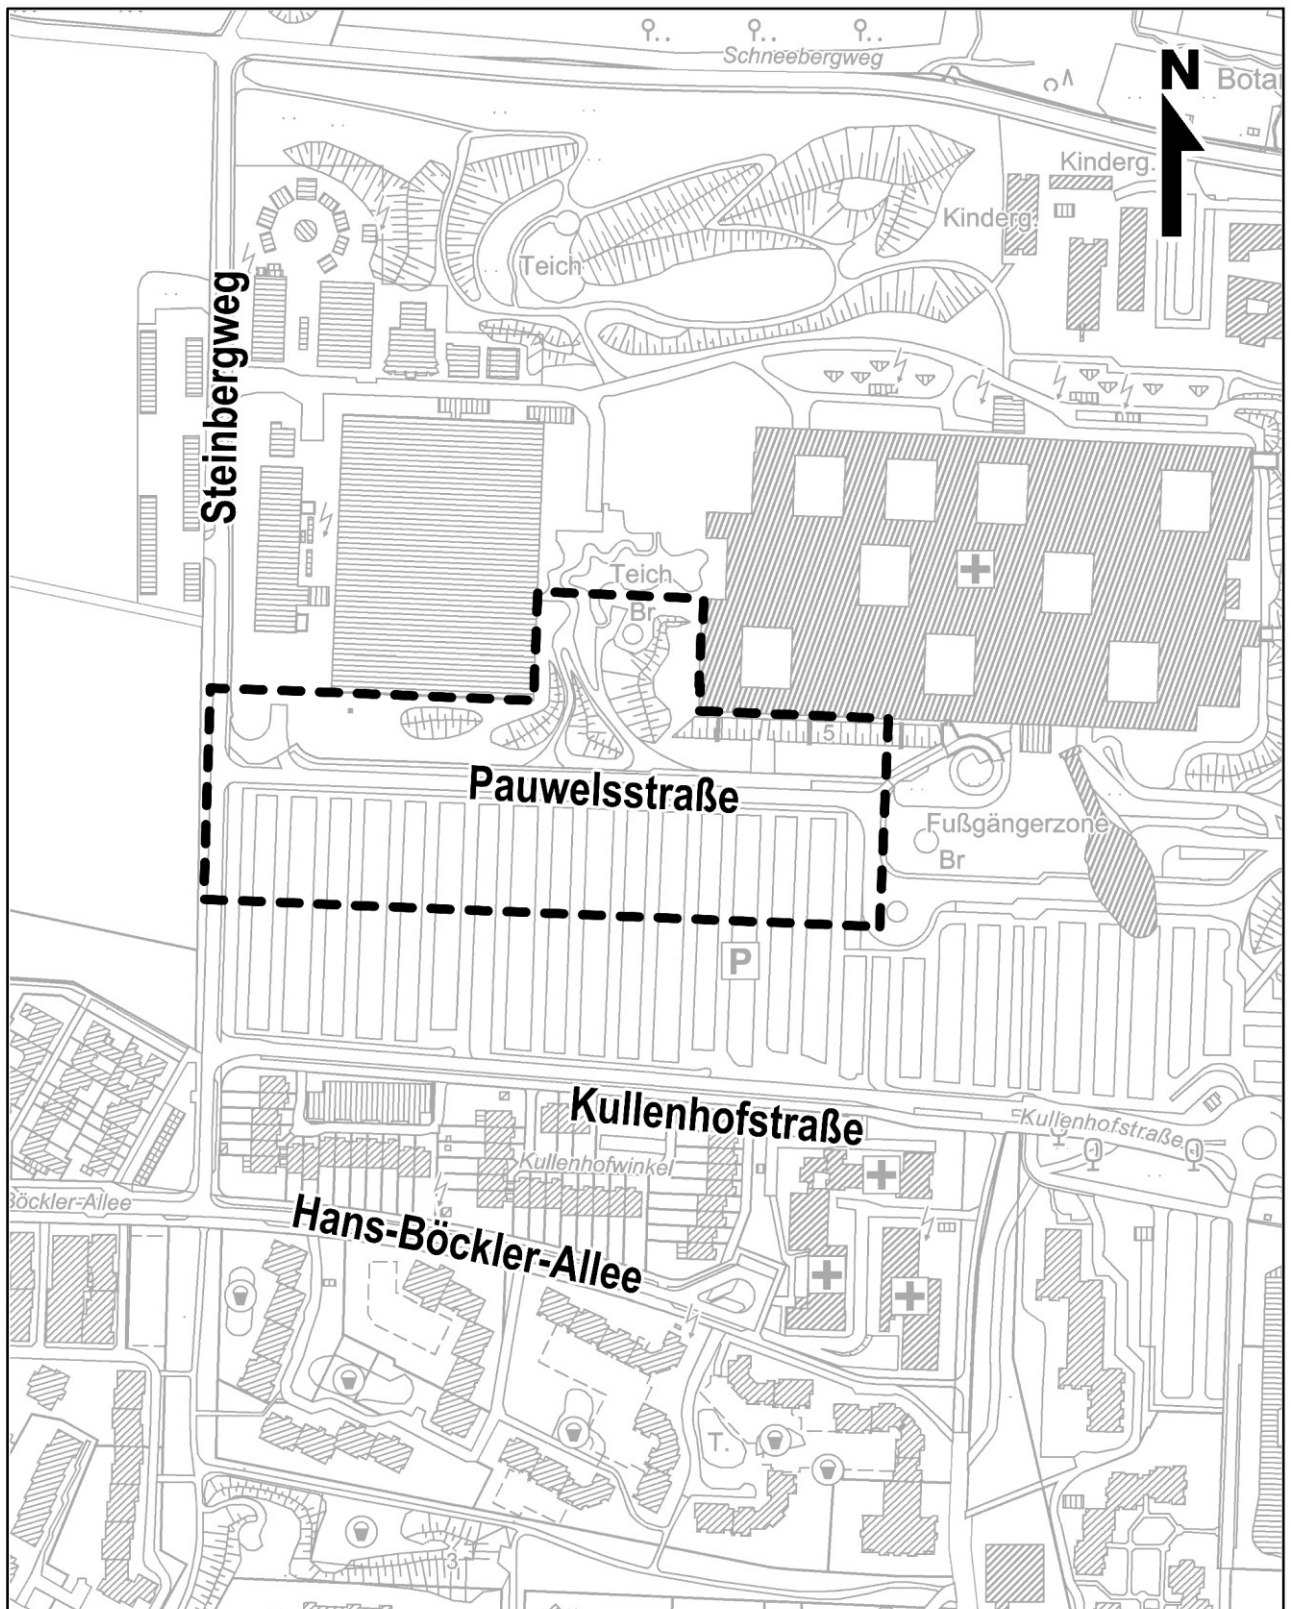 Schneebergweg
N
Botar
Kinderg.
Kinderg.
Teich
Steinbergweg
Teich
Br
5
Pauwelsstraße
Fußgängerzone
Br
P
Kullenhofstraße
Kullenhofstraße
Kullenhofwinkel
Böckler-Allee
Hans-Böckler-Allee
T.
3